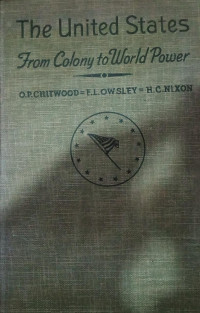 The United States
From Colony to World Power
O.P. CHITWOOD = F.L. OWSLEY = H.C. NIXON